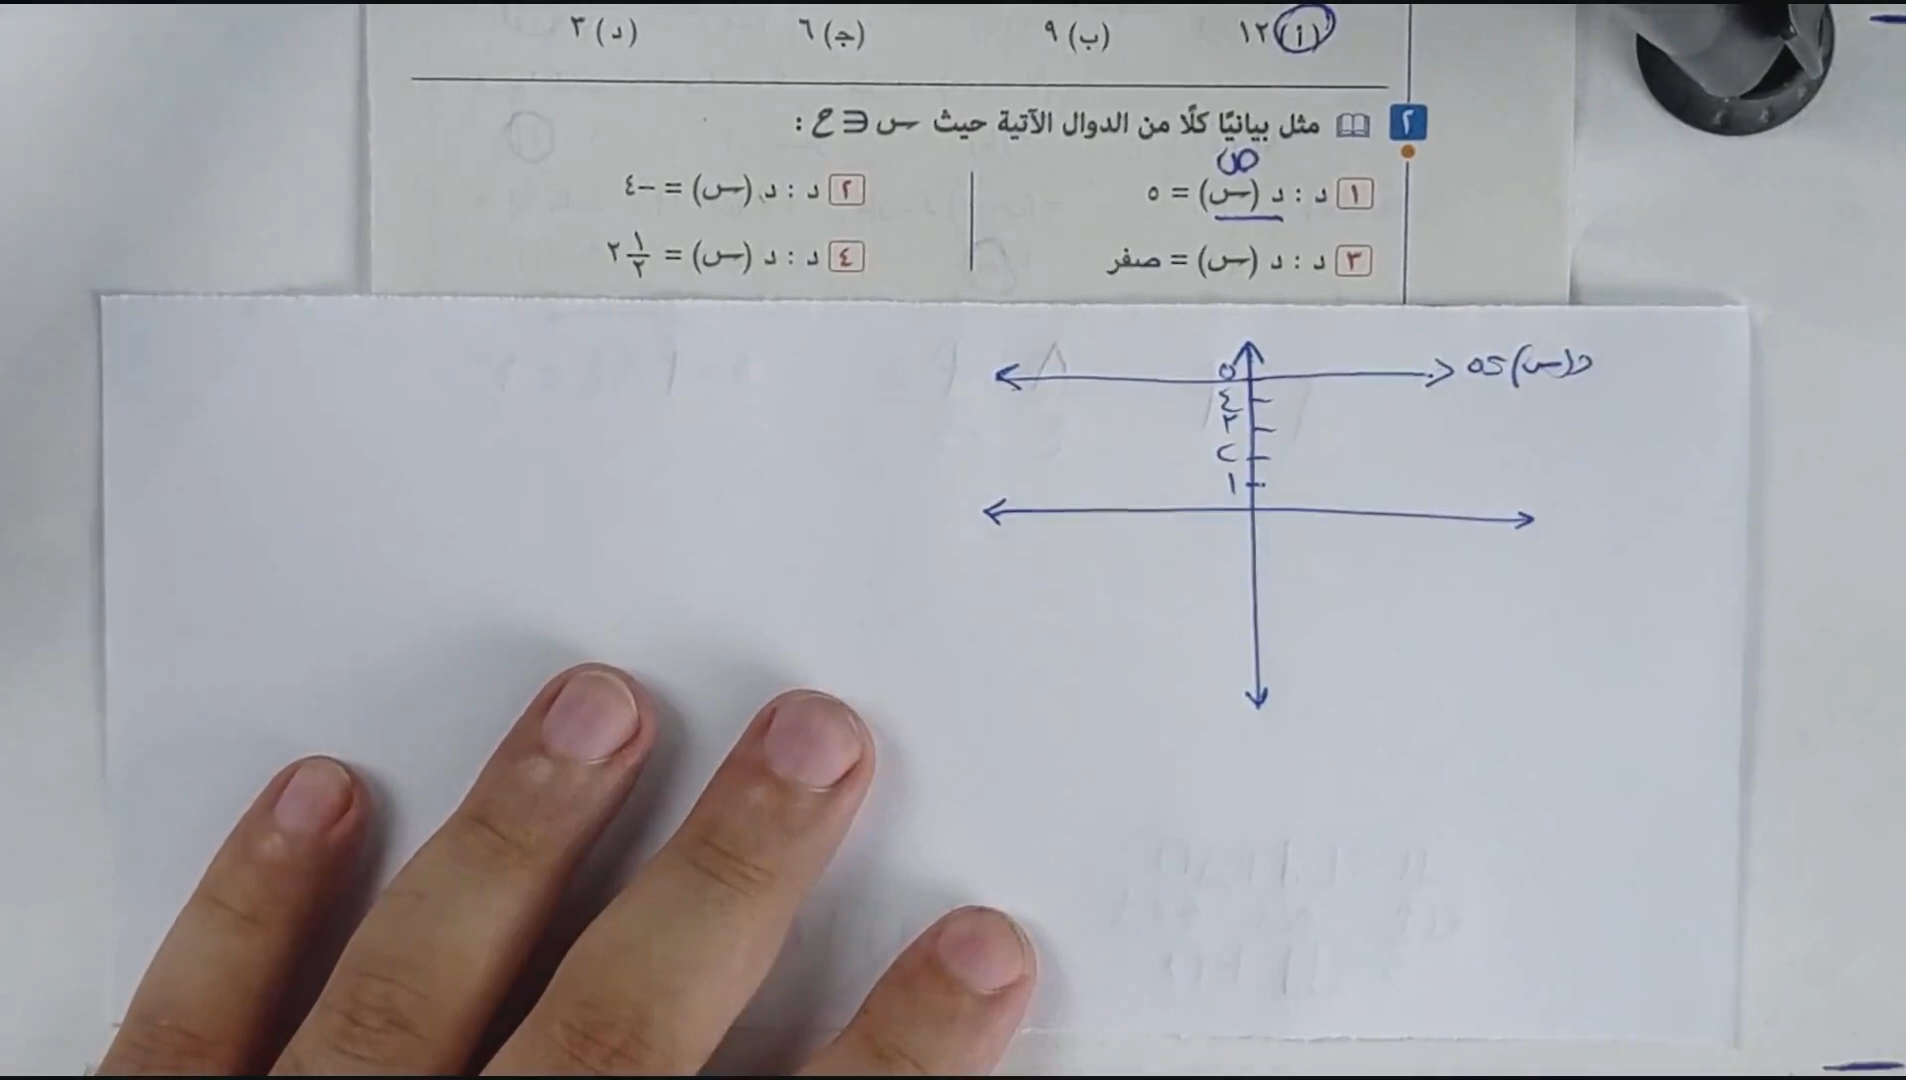 (أ) ١٢ (ب) ٩ (ج) ٦ (د) ٣
٢ مثل بيانيًا كلًا من الدوال الآتية حيث س ∈ ح :
ص
١ د : د (س) = ٥ ٢ د : د (س) = −٤
٣ د : د (س) = صفر ٤ د : د (س) = ٢ ١/٢
د(س) = ٥
٥
٤
٣
٢
١